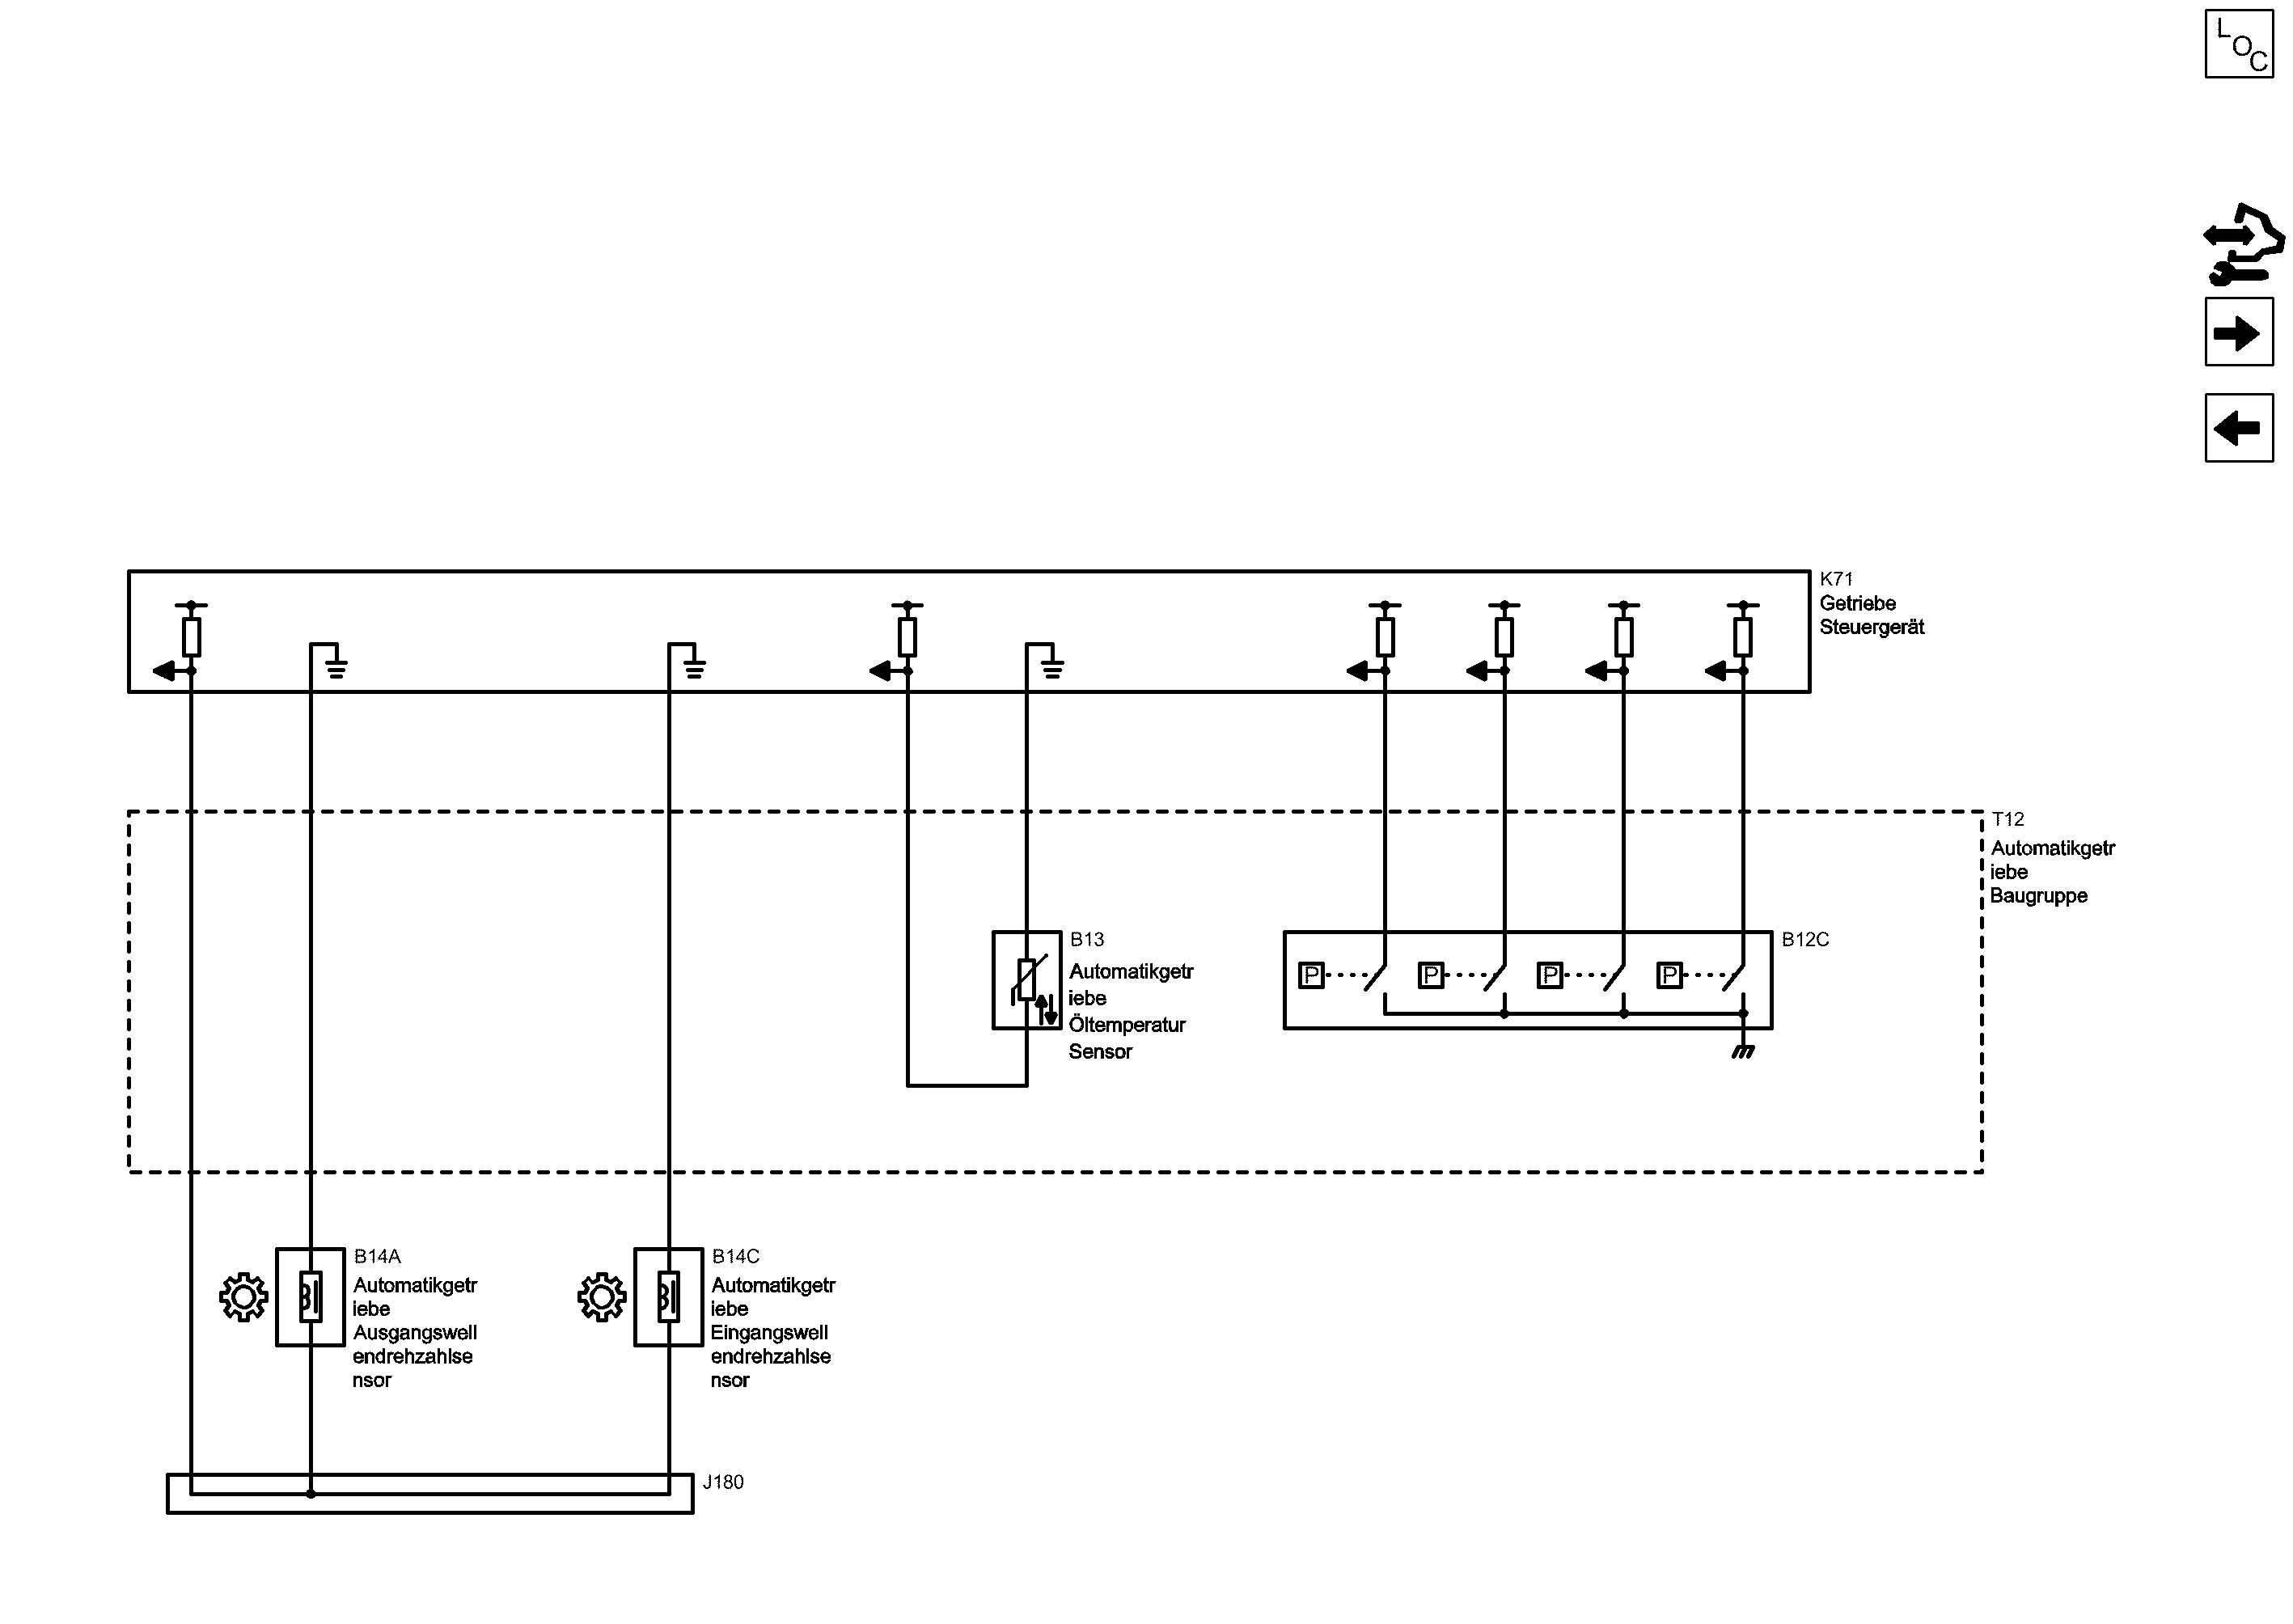 L
O
C
K71
Getriebe
Steuergerät
T12
Automatikgetr
iebe
Baugruppe
B13
Automatikgetr
iebe
Öltemperatur
Sensor
B12C
P
P
P
P
B14A
Automatikgetr
iebe
Ausgangswell
endrehzahlse
nsor
B14C
Automatikgetr
iebe
Eingangswell
endrehzahlse
nsor
J180